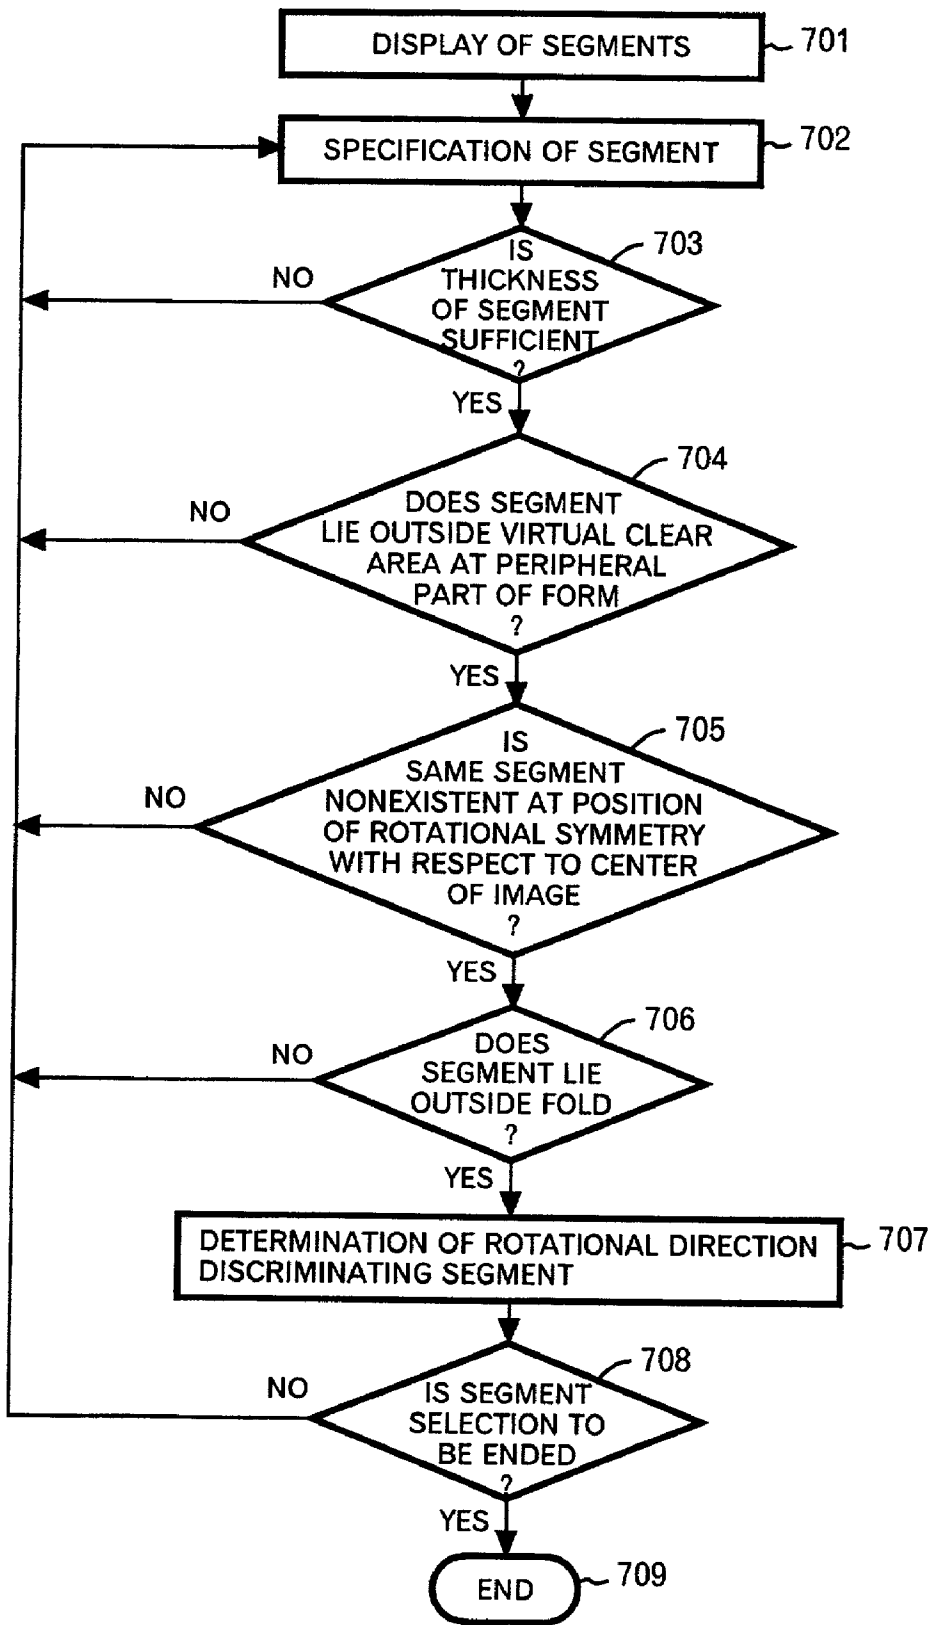 DISPLAY OF SEGMENTS
701
SPECIFICATION OF SEGMENT
702
703
IS
THICKNESS
OF SEGMENT
SUFFICIENT
?
NO
YES
704
DOES SEGMENT
LIE OUTSIDE VIRTUAL CLEAR
AREA AT PERIPHERAL
PART OF FORM
?
NO
YES
705
IS
SAME SEGMENT
NONEXISTENT AT POSITION
OF ROTATIONAL SYMMETRY
WITH RESPECT TO CENTER
OF IMAGE
?
NO
YES
706
DOES
SEGMENT LIE
OUTSIDE FOLD
?
NO
YES
DETERMINATION OF ROTATIONAL DIRECTION
DISCRIMINATING SEGMENT
707
708
IS SEGMENT
SELECTION TO
BE ENDED
?
NO
YES
END
709